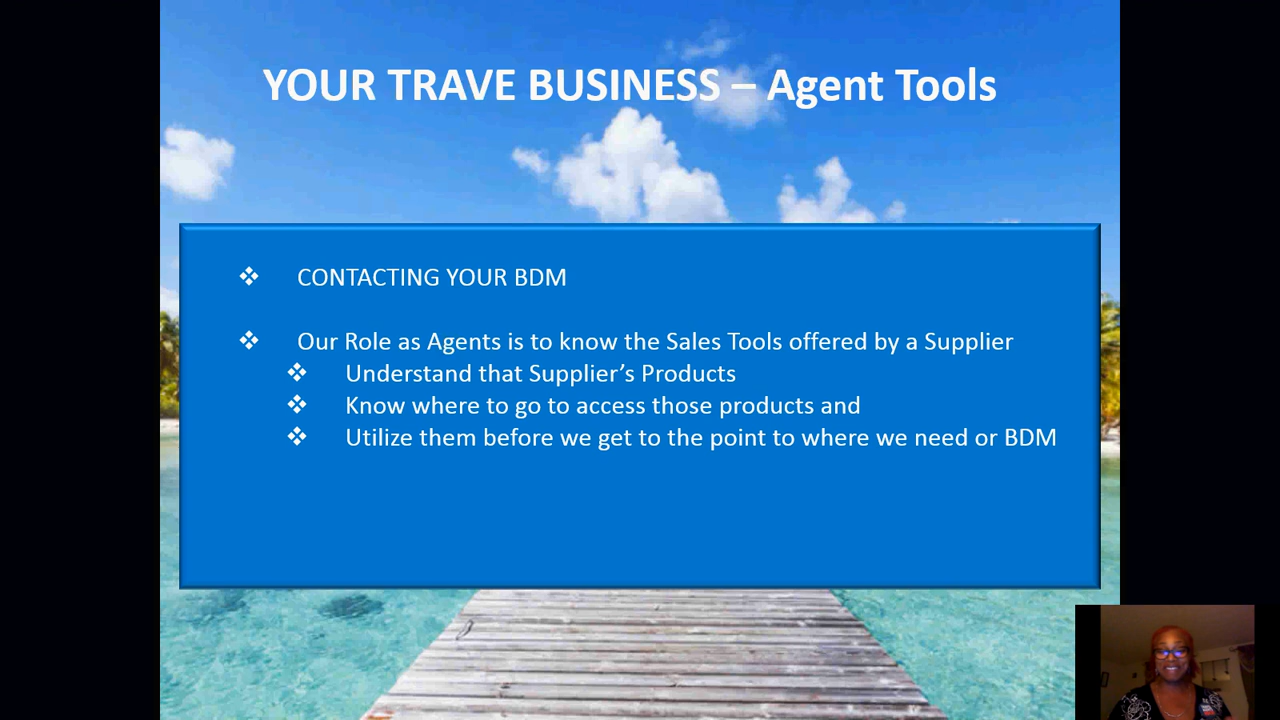 YOUR TRAVE BUSINESS – Agent Tools
❖ CONTACTING YOUR BDM
❖ Our Role as Agents is to know the Sales Tools offered by a Supplier
❖ Understand that Supplier's Products
❖ Know where to go to access those products and
❖ Utilize them before we get to the point to where we need or BDM